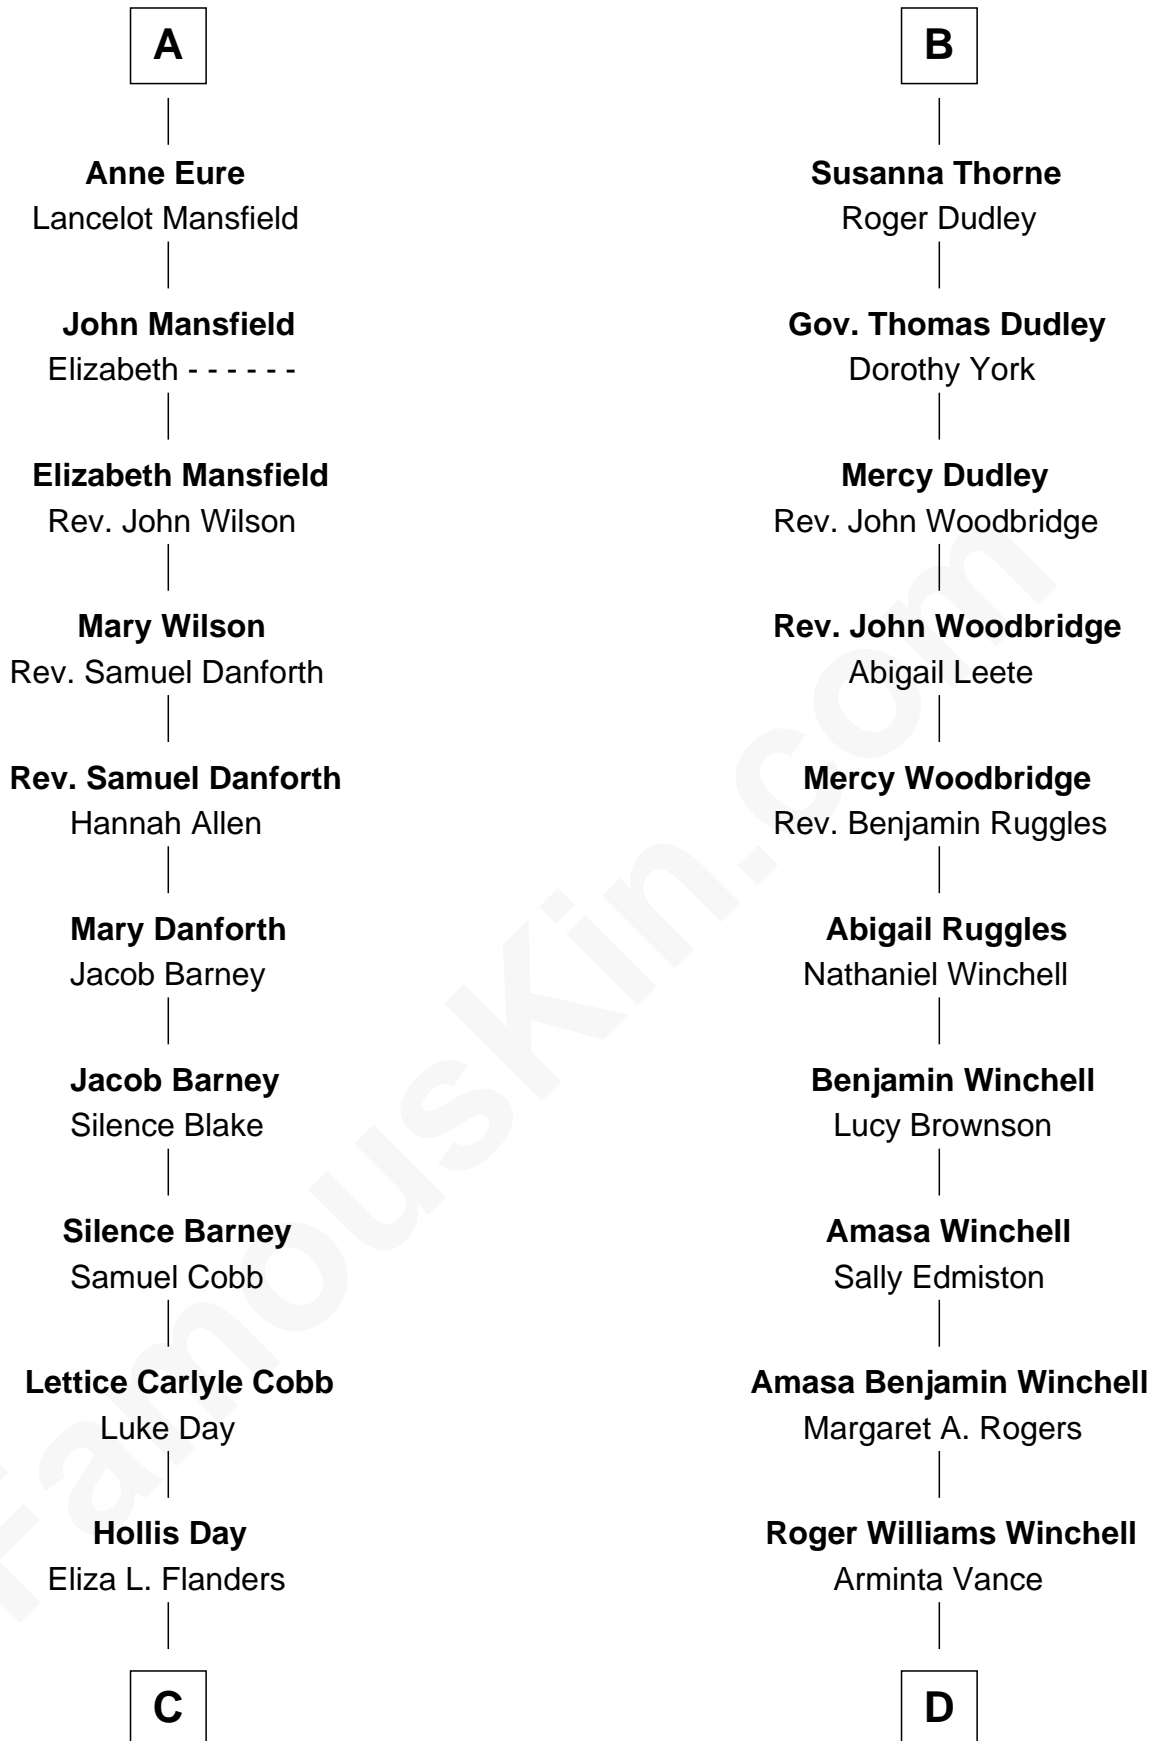 A
Anne Eure
Lancelot Mansfield
John Mansfield
Elizabeth - - - - - -
Elizabeth Mansfield
Rev. John Wilson
Mary Wilson
Rev. Samuel Danforth
Rev. Samuel Danforth
Hannah Allen
Mary Danforth
Jacob Barney
Jacob Barney
Silence Blake
Silence Barney
Samuel Cobb
Lettice Carlyle Cobb
Luke Day
Hollis Day
Eliza L. Flanders
C
B
Susanna Thorne
Roger Dudley
Gov. Thomas Dudley
Dorothy York
Mercy Dudley
Rev. John Woodbridge
Rev. John Woodbridge
Abigail Leete
Mercy Woodbridge
Rev. Benjamin Ruggles
Abigail Ruggles
Nathaniel Winchell
Benjamin Winchell
Lucy Brownson
Amasa Winchell
Sally Edmiston
Amasa Benjamin Winchell
Margaret A. Rogers
Roger Williams Winchell
Arminta Vance
D
FamousKin.com